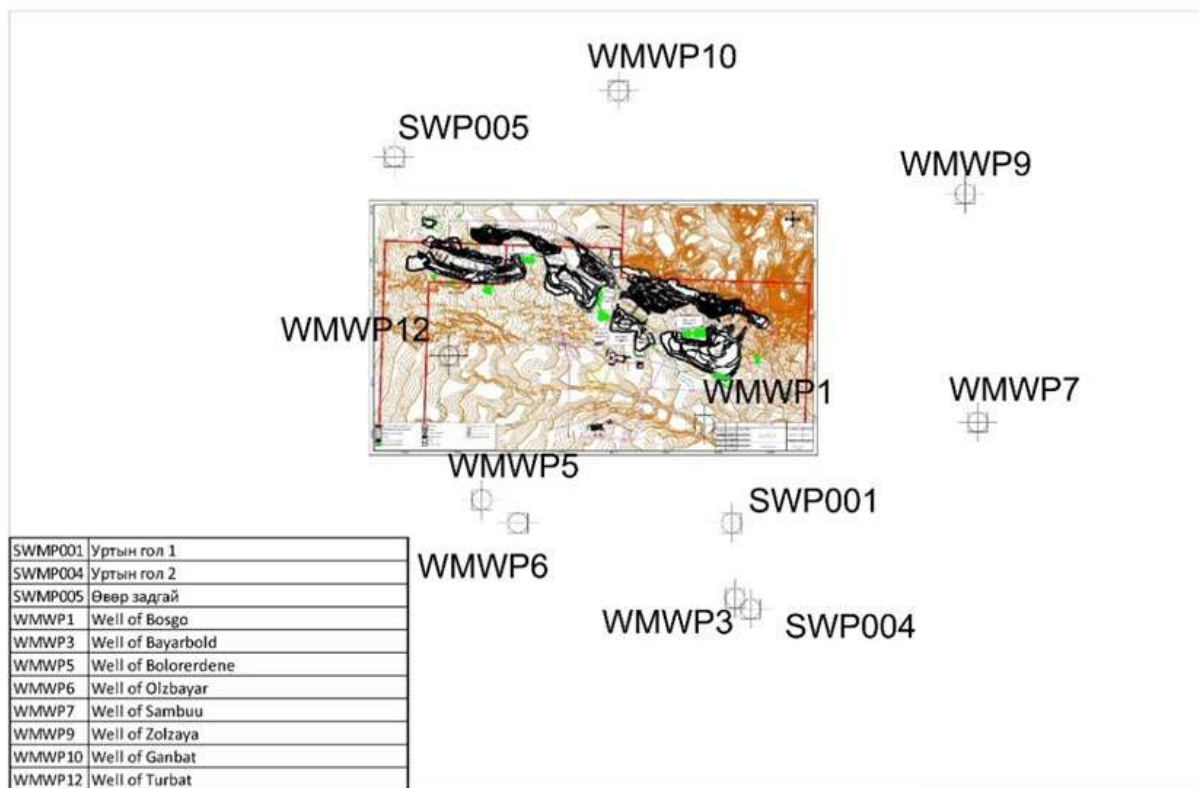 WMWP10
SWP005
WMWP9
WMWP12
WMWP1
WMWP7
WMWP5
SWP001
WMWP6
WMWP3
SWP004
SWMP001 Уртын гол 1
SWMP004 Уртын гол 2
SWMP005 Өвөр задгай
WMWP1 Well of Bosgo
WMWP3 Well of Bayarbold
WMWP5 Well of Bolorerdene
WMWP6 Well of Olzbayar
WMWP7 Well of Sambuu
WMWP9 Well of Zolzaya
WMWP10 Well of Ganbat
WMWP12 Well of Turbat